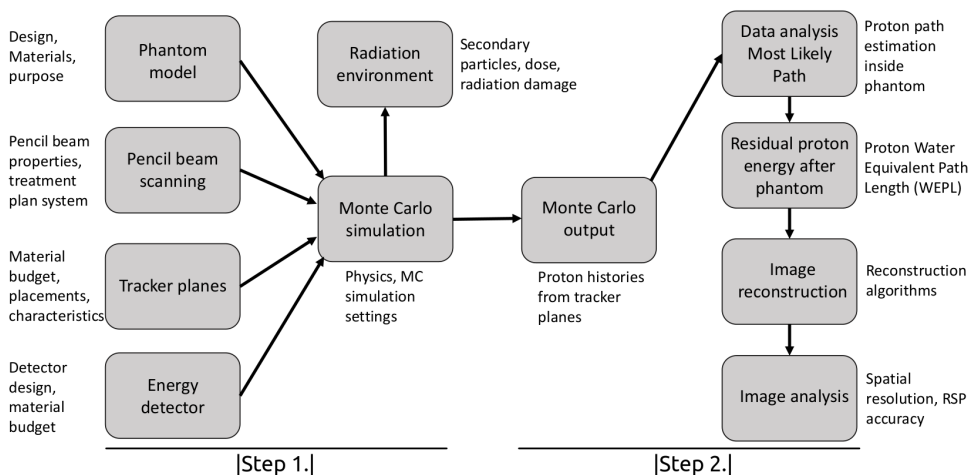 Design,
Materials,
purpose
Phantom
model
Pencil beam
properties,
treatment
plan system
Pencil beam
scanning
Material
budget,
placements,
characteristics
Tracker planes
Detector
design,
material
budget
Energy
detector
Radiation
environment
Secondary
particles, dose,
radiation damage
Monte Carlo
simulation
Physics, MC
simulation
settings
|Step 1.|
Monte Carlo
output
Proton histories
from tracker
planes
Data analysis
Most Likely
Path
Proton path
estimation
inside
phantom
Residual proton
energy after
phantom
Proton Water
Equivalent Path
Length (WEPL)
Image
reconstruction
Reconstruction
algorithms
Image analysis
Spatial
resolution, RSP
accuracy
|Step 2.|